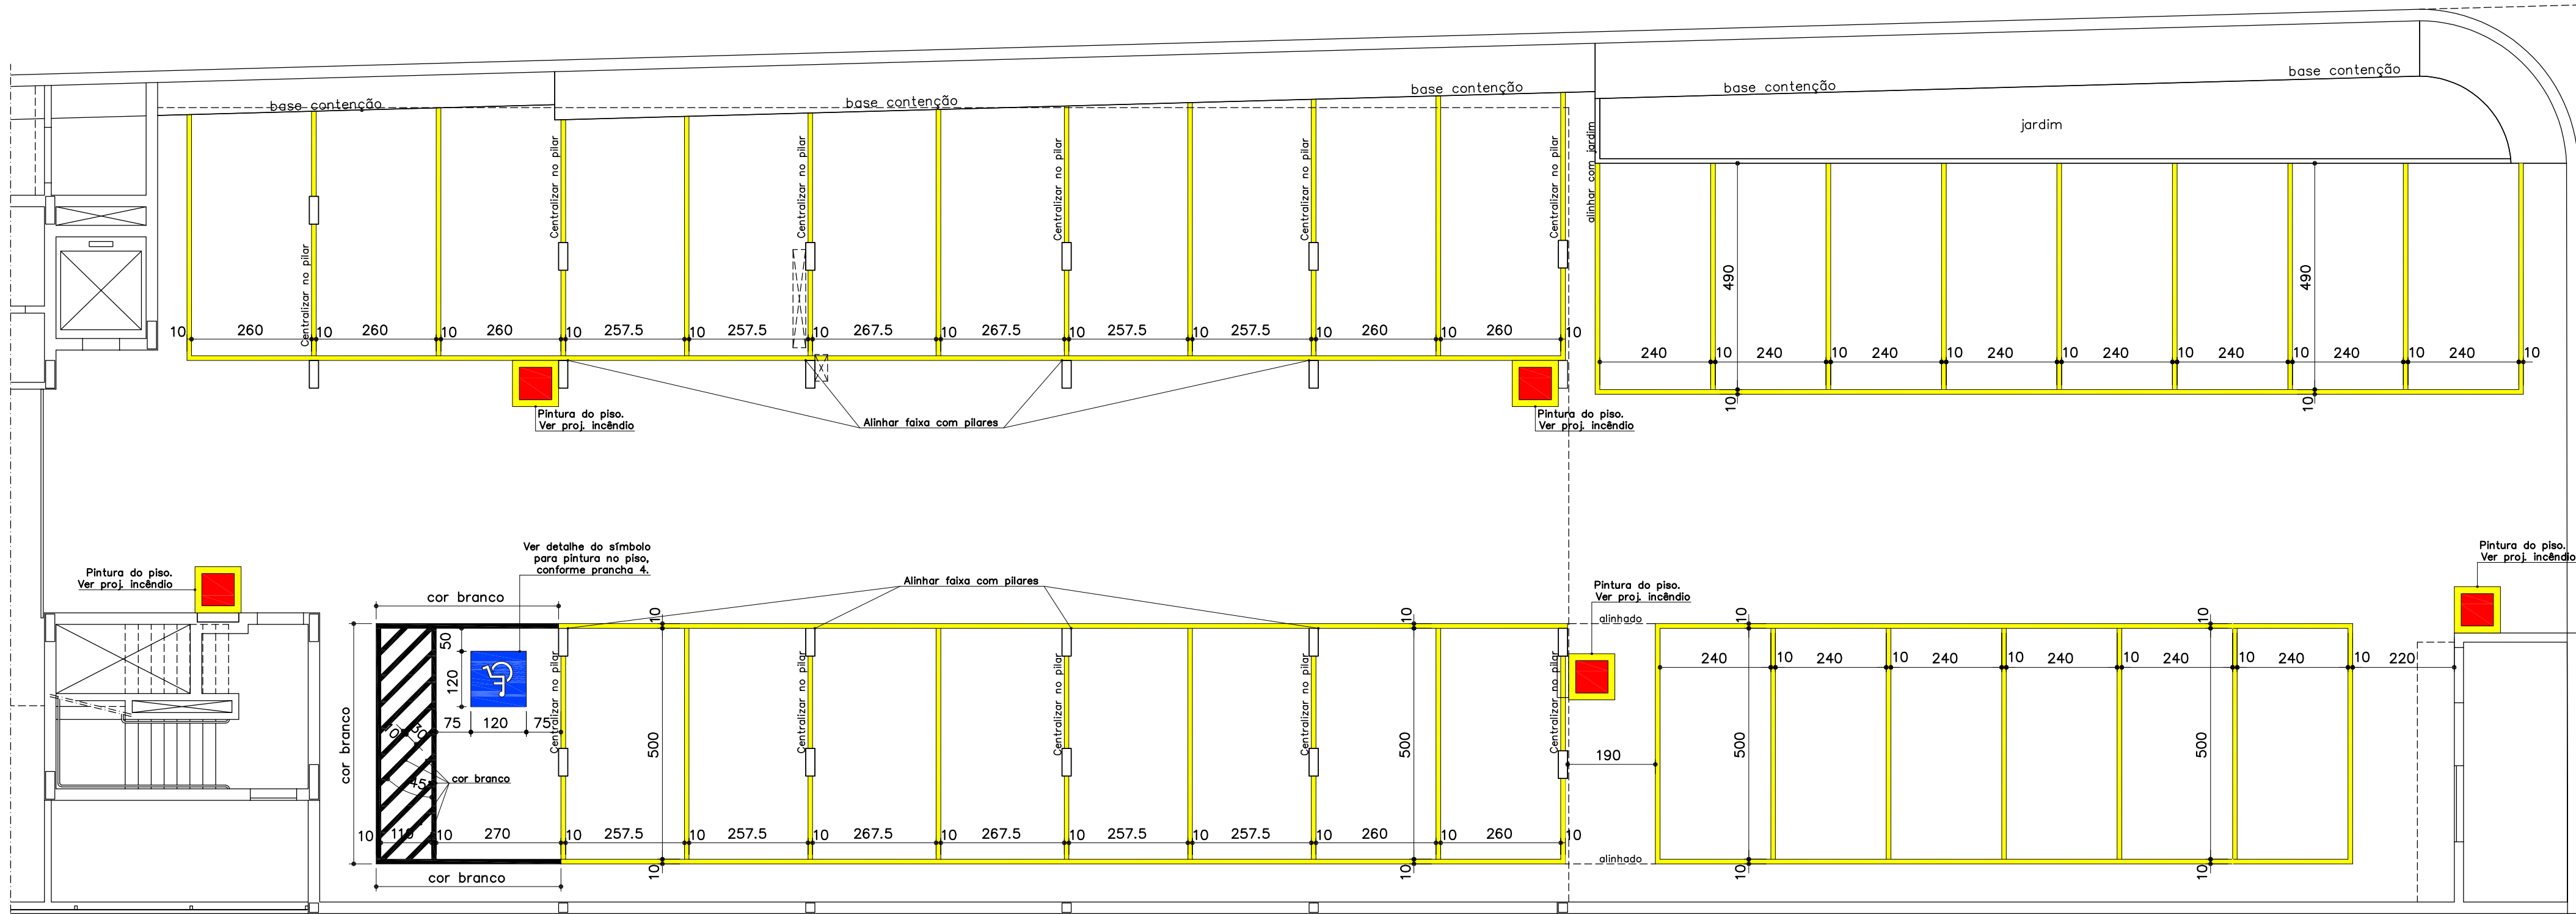 base contenção
base contenção
base contenção
base contenção
base contenção
jardim
alinhar com jardim
Centralizar no pilar
Centralizar no pilar
Centralizar no pilar
Centralizar no pilar
Centralizar no pilar
Centralizar no pilar
490
490
10 260 10 260 10 260 10 257.5 10 257.5 10 267.5 10 267.5 10 257.5 10 257.5 10 260 10 260 10
240 10 240 10 240 10 240 10 240 10 240 10 240 10 240 10
10
10
Pintura do piso.
Ver proj. incêndio
Alinhar faixa com pilares
Pintura do piso.
Ver proj. incêndio
Pintura do piso.
Ver proj. incêndio
Ver detalhe do símbolo
para pintura no piso,
conforme prancha 4.
Alinhar faixa com pilares
Pintura do piso.
Ver proj. incêndio
Pintura do piso.
Ver proj. incêndio
cor branco
10
10
alinhado
10
10
50
120
75 120 75
cor branco
10
50
45°
cor branco
Centralizar no pilar
Centralizar no pilar
Centralizar no pilar
Centralizar no pilar
Centralizar no pilar
500
500
190
500
500
240 10 240 10 240 10 240 10 240 10 240 10 220
10 110 10 270 10 257.5 10 257.5 10 267.5 10 267.5 10 257.5 10 257.5 10 260 10 260 10
alinhado
10
10
10
10
cor branco